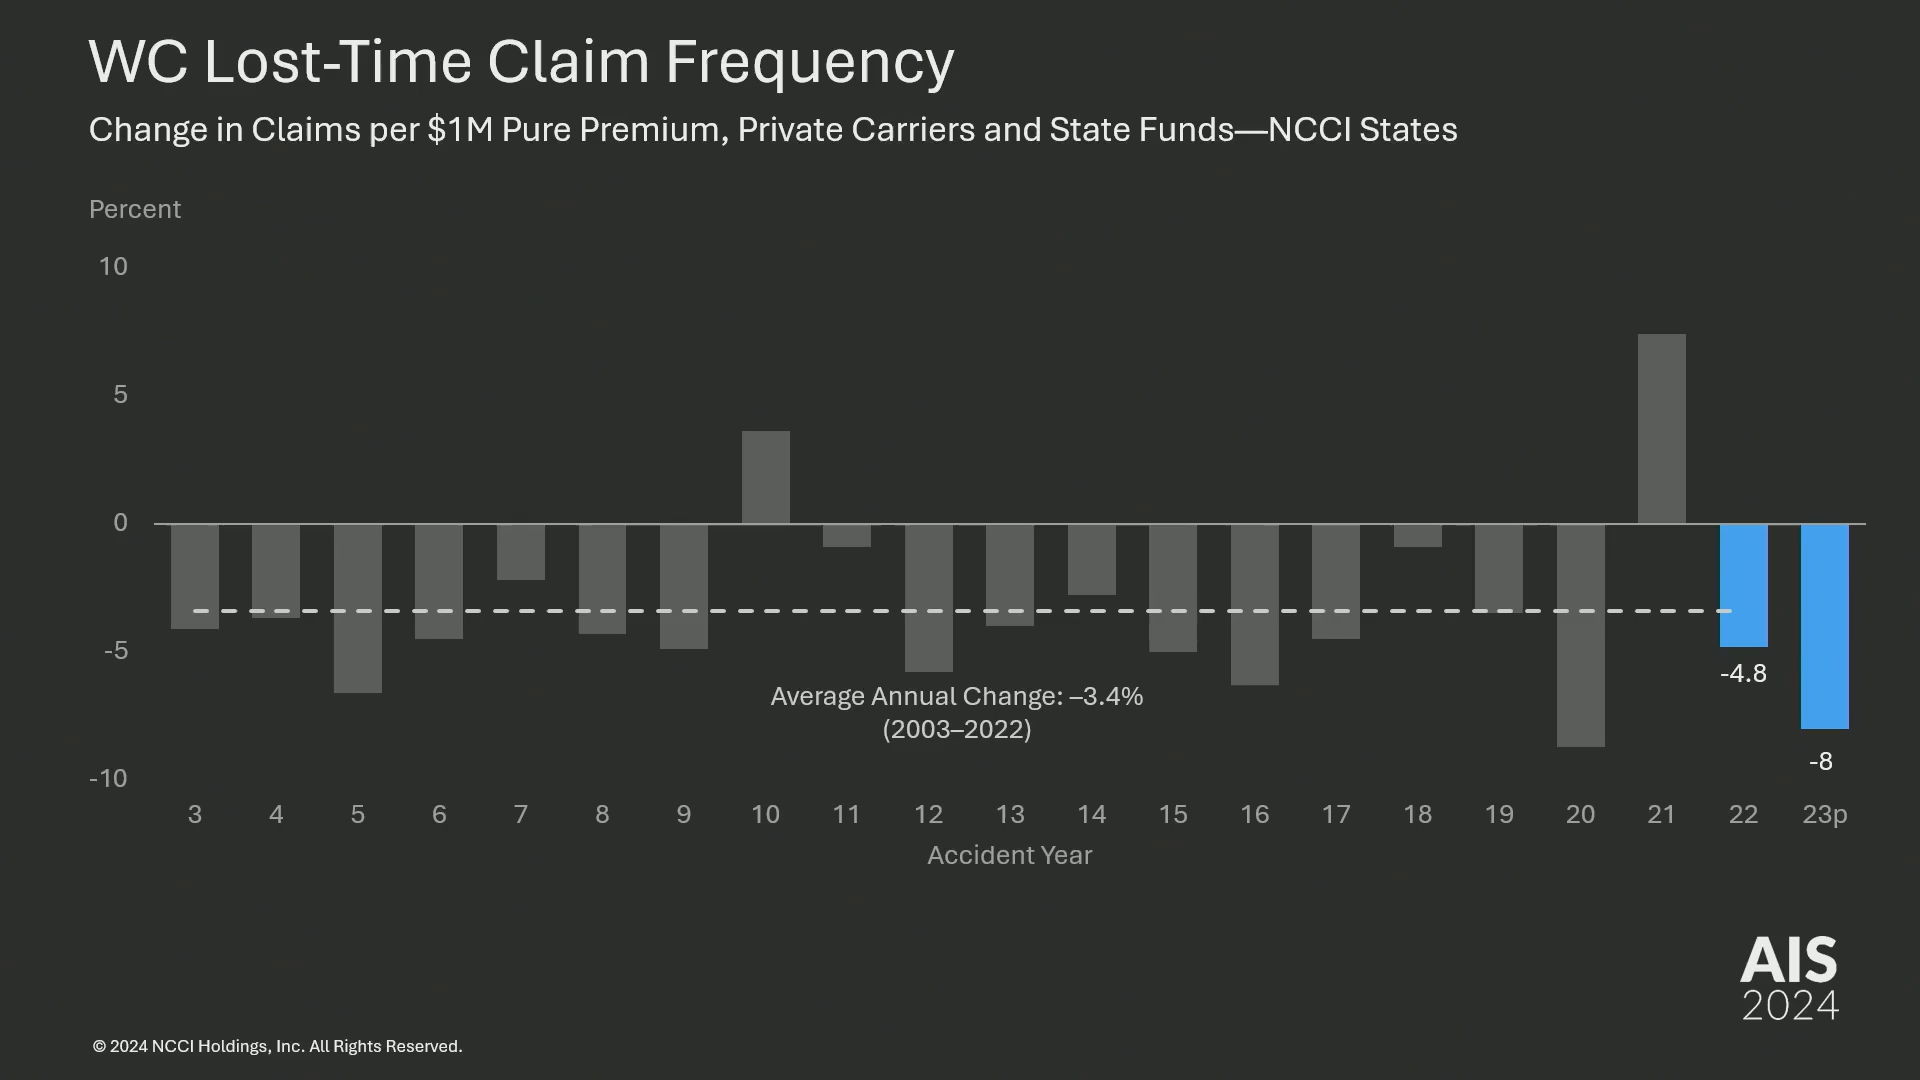 WC Lost-Time Claim Frequency
Change in Claims per $1M Pure Premium, Private Carriers and State Funds—NCCI States
Percent
10
5
0
-5
-10
Average Annual Change: –3.4%
(2003–2022)
-4.8
-8
3 4 5 6 7 8 9 10 11 12 13 14 15 16 17 18 19 20 21 22 23p
Accident Year
AIS
2024
© 2024 NCCI Holdings, Inc. All Rights Reserved.